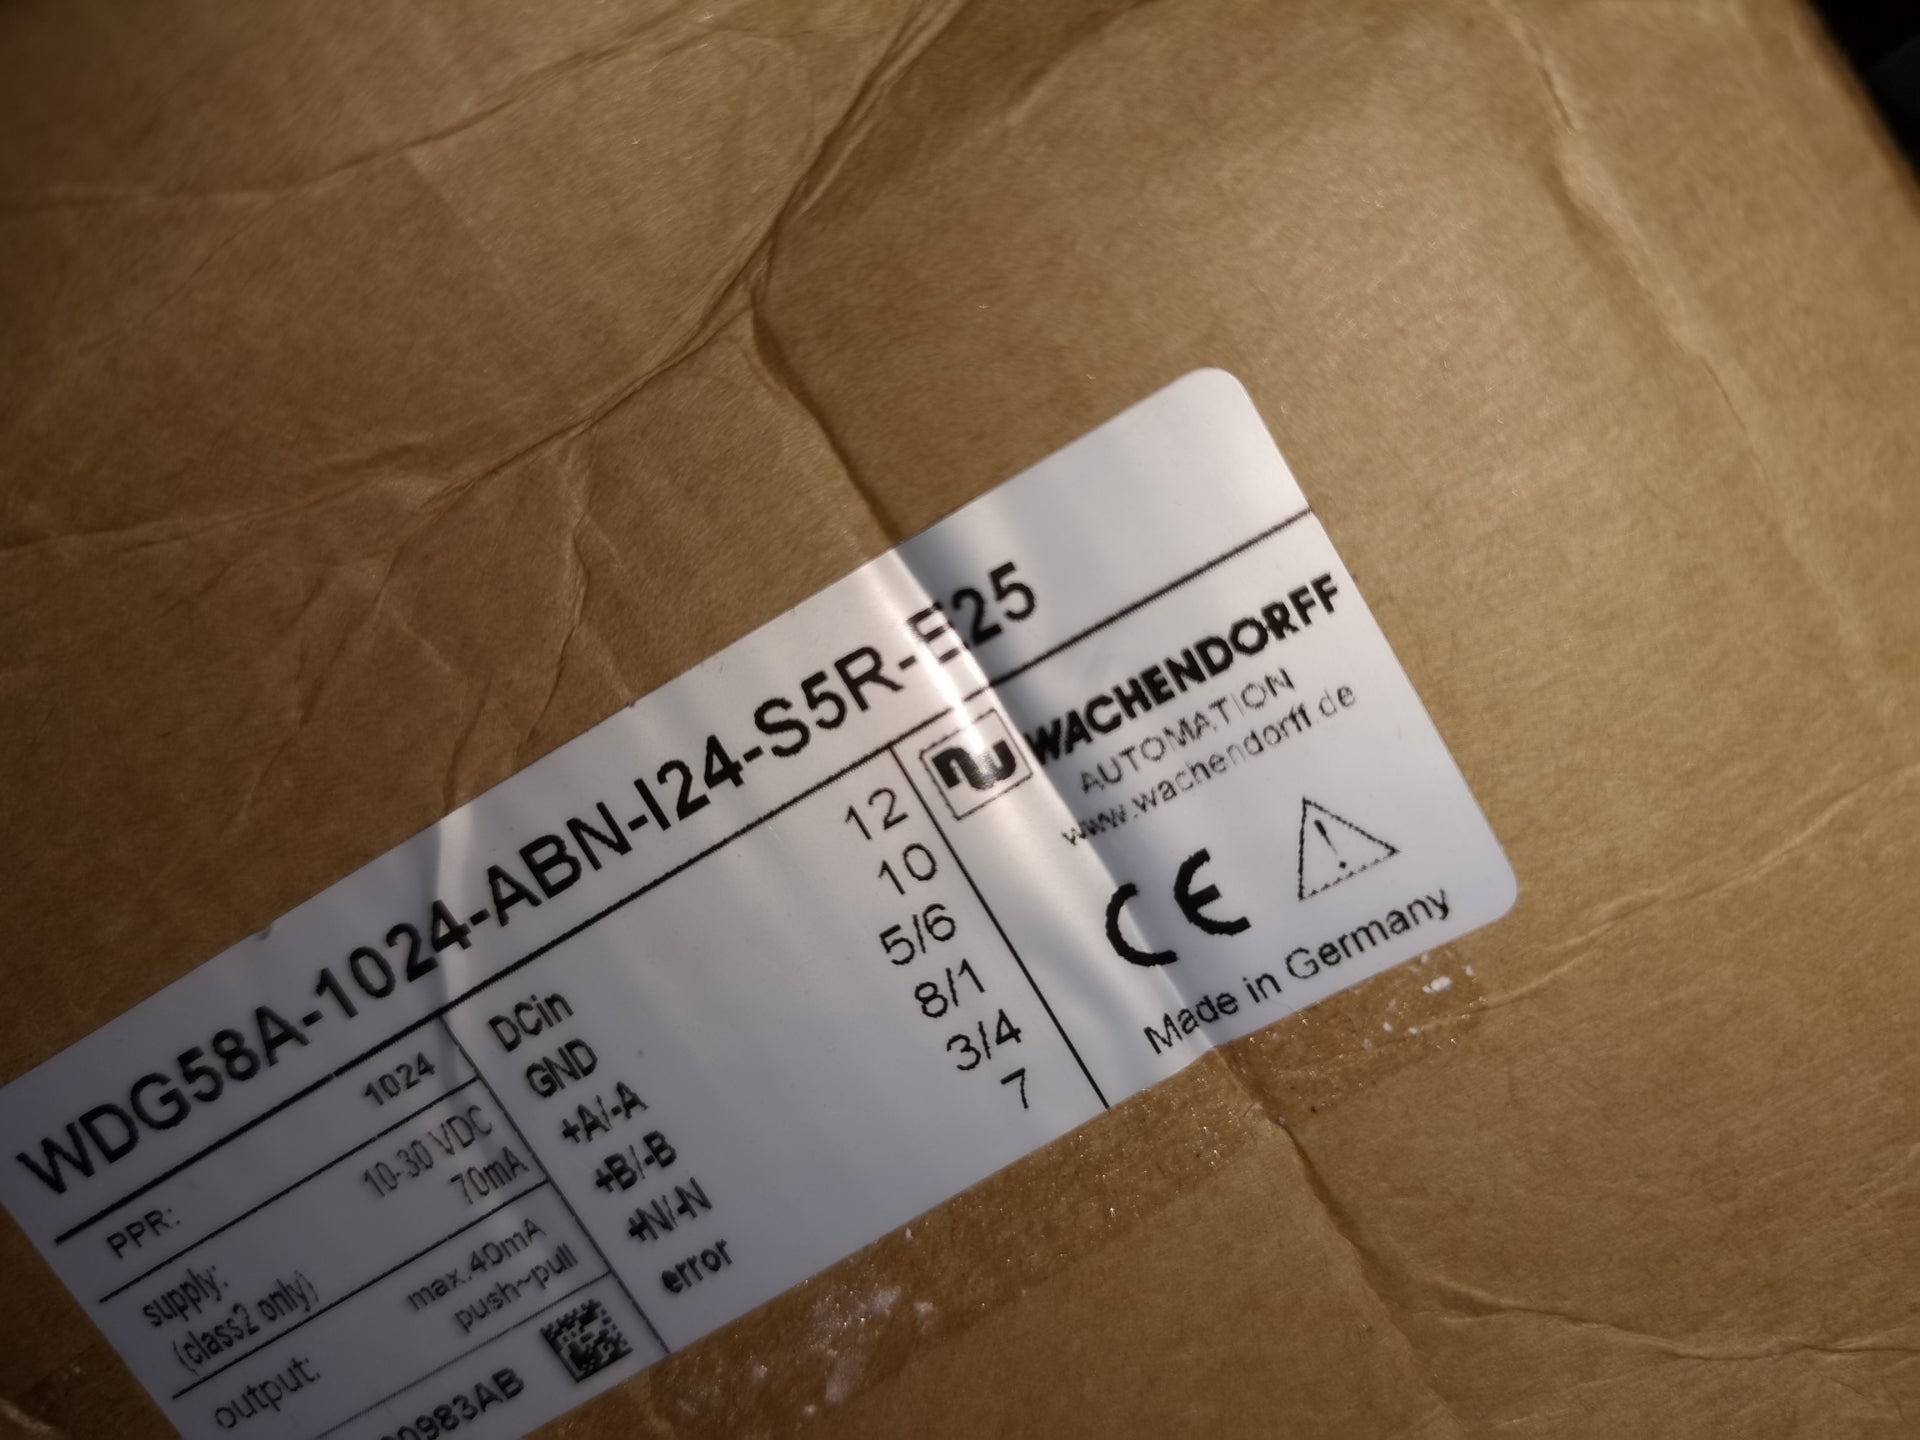 WDG58A-1024-ABN-I24-S5R-E25
PPR: 1024
supply: 10-30 VDC
(class2 only) 70mA
output: max.40mA
push~pull
DCin 12
GND 10
+A/-A 5/6
+B/-B 8/1
+N/-N 3/4
error 7
WACHENDORFF
AUTOMATION
www.wachendorff.de
CE
Made in Germany